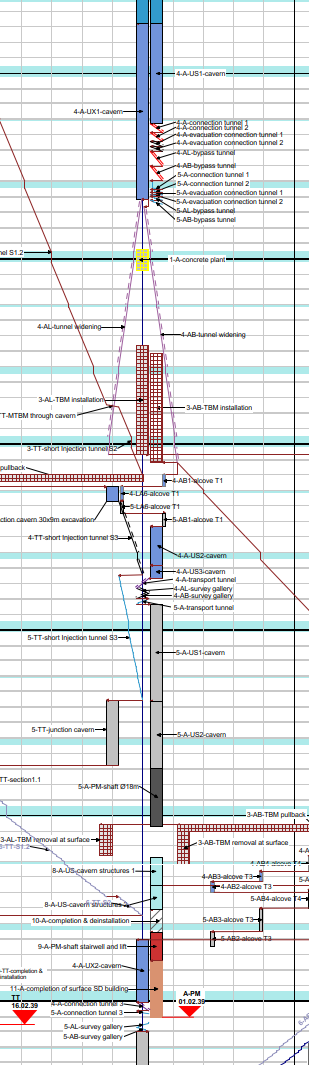 4-A-US1-cavern
4-A-UX1-cavern
4-A-connection tunnel 1
4-A-connection tunnel 2
4-A-evacuation connection tunnel 1
4-A-evacuation connection tunnel 2
4-AL-bypass tunnel
4-AB-bypass tunnel
5-A-connection tunnel 1
5-A-connection tunnel 2
5-A-evacuation connection tunnel 1
5-A-evacuation connection tunnel 2
5-AL-bypass tunnel
5-AB-bypass tunnel
nel S1.2
1-A-concrete plant
4-AL-tunnel widening
4-AB-tunnel widening
3-AL-TBM installation
3-AB-TBM installation
TT-MTBM through cavern
3-TT-short Injection tunnel S2
pullback
4-AB1-alcove T1
4-LA6-alcove T1
5-LA6-alcove T1
ction cavern 30x9m excavation
5-AB1-alcove T1
4-TT-short Injection tunnel S3
4-A-US2-cavern
4-A-US3-cavern
4-A-transport tunnel
4-AL-survey gallery
4-AB-survey gallery
5-A-transport tunnel
5-TT-short Injection tunnel S3
5-A-US1-cavern
5-TT-junction cavern
5-A-US2-cavern
TT-section1.1
5-A-PM-shaft Ø18m
3-AB-TBM pullback
3-AL-TBM removal at surface
3-AB-TBM removal at surface
8-A-US-cavern structures 1
4-AB3-alcove T3
4-AB2-alcove T3
5-AB4-alcove T4
8-A-US-cavern structures 2
10-A-completion & deinstallation
5-AB3-alcove T3
5-AB2-alcove T3
9-A-PM-shaft stairwell and lift
4-A-UX2-cavern
-TT-completion &
installation
11-A-completion of surface SD building
TT
16.02.39
A-PM
01.02.39
4-A-connection tunnel 3
5-A-connection tunnel 3
5-AL-survey gallery
5-AB-survey gallery